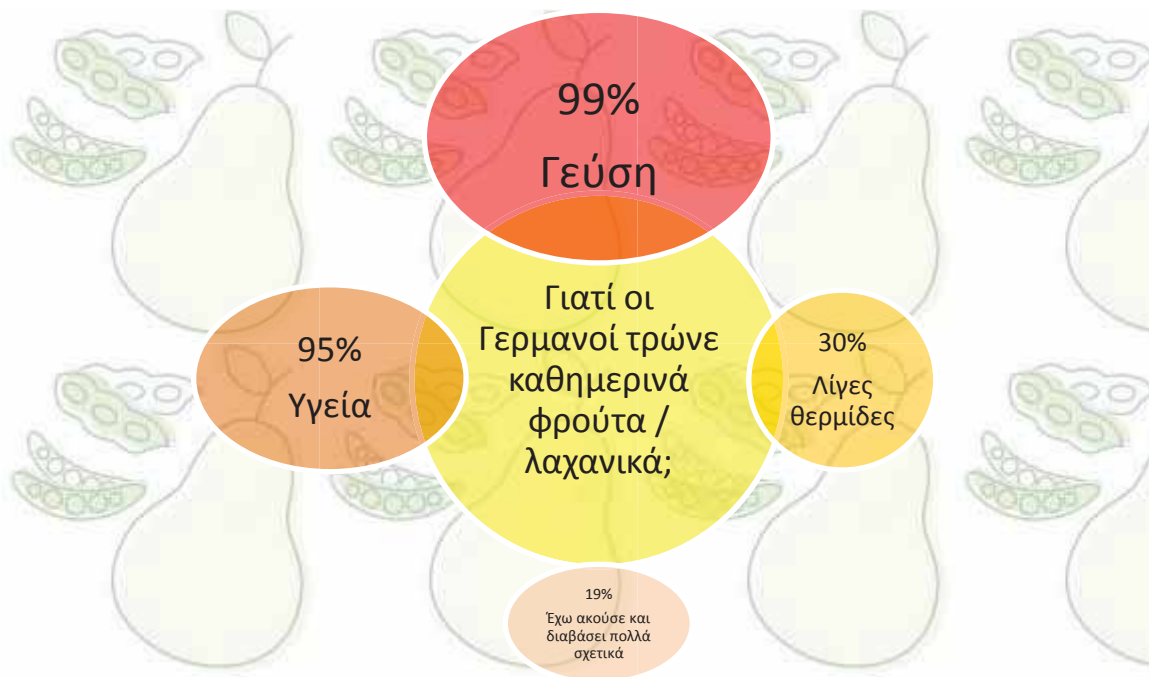 99%
Γεύση
Γιατί οι
Γερμανοί τρώνε
καθημερινά
φρούτα /
λαχανικά;
95%
Υγεία
30%
Λίγες
θερμίδες
19%
Έχω ακούσε και
διαβάσει πολλά
σχετικά